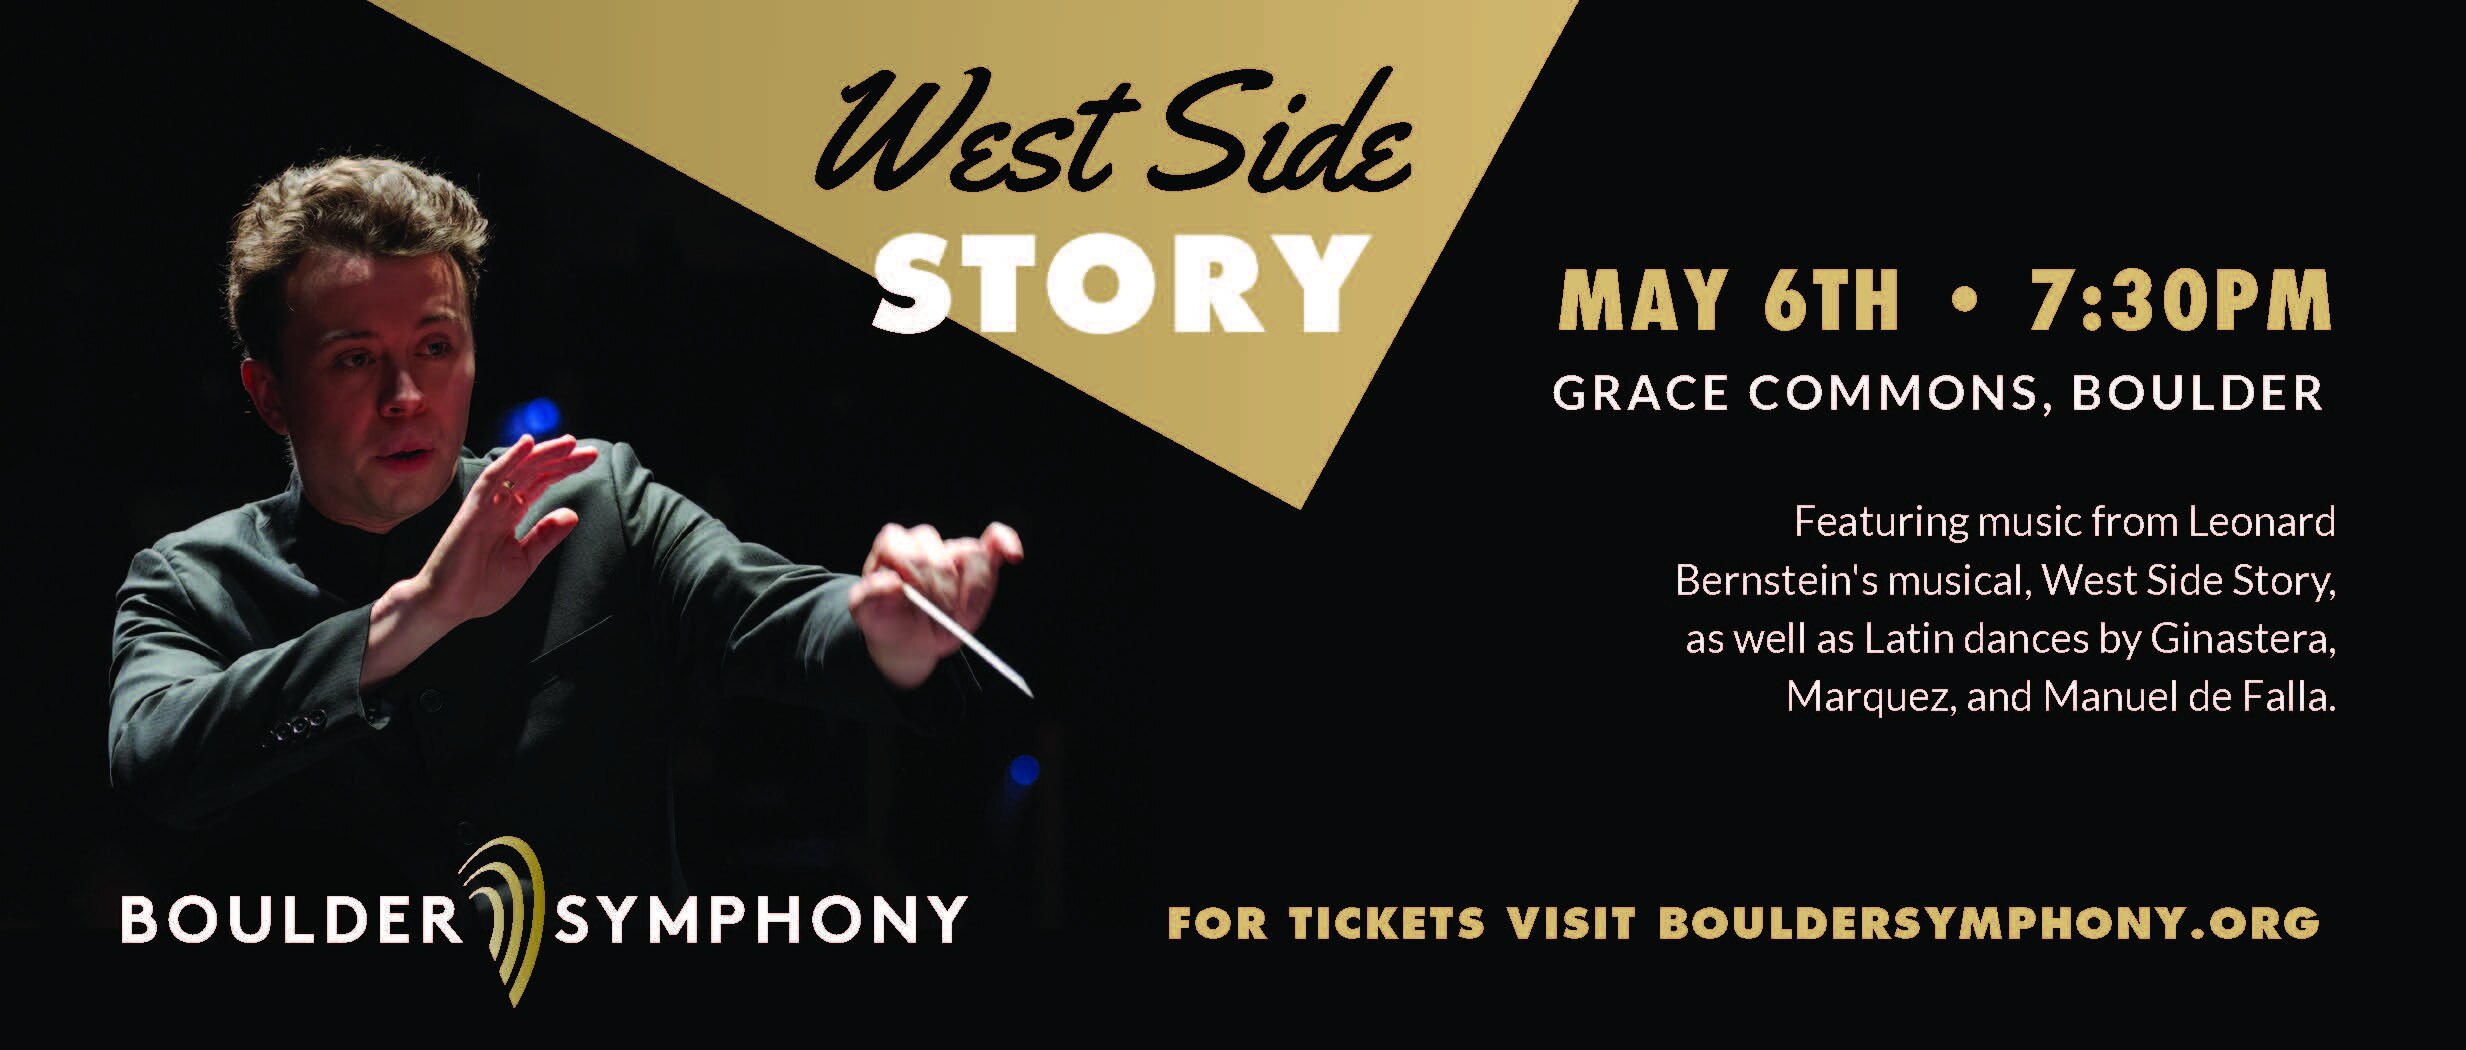 West Side
STORY
MAY 6TH • 7:30PM
GRACE COMMONS, BOULDER
Featuring music from Leonard
Bernstein's musical, West Side Story,
as well as Latin dances by Ginastera,
Marquez, and Manuel de Falla.
BOULDER SYMPHONY
FOR TICKETS VISIT BOULDERSYMPHONY.ORG